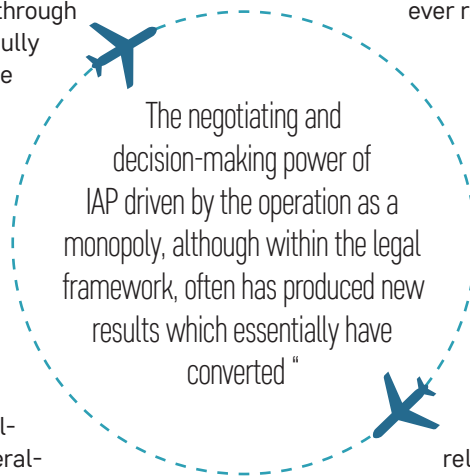 through
ully
e
ever r
The negotiating and
decision-making power of
IAP driven by the operation as a
monopoly, although within the legal
framework, often has produced new
results which essentially have
converted “
l-
eral-
rel